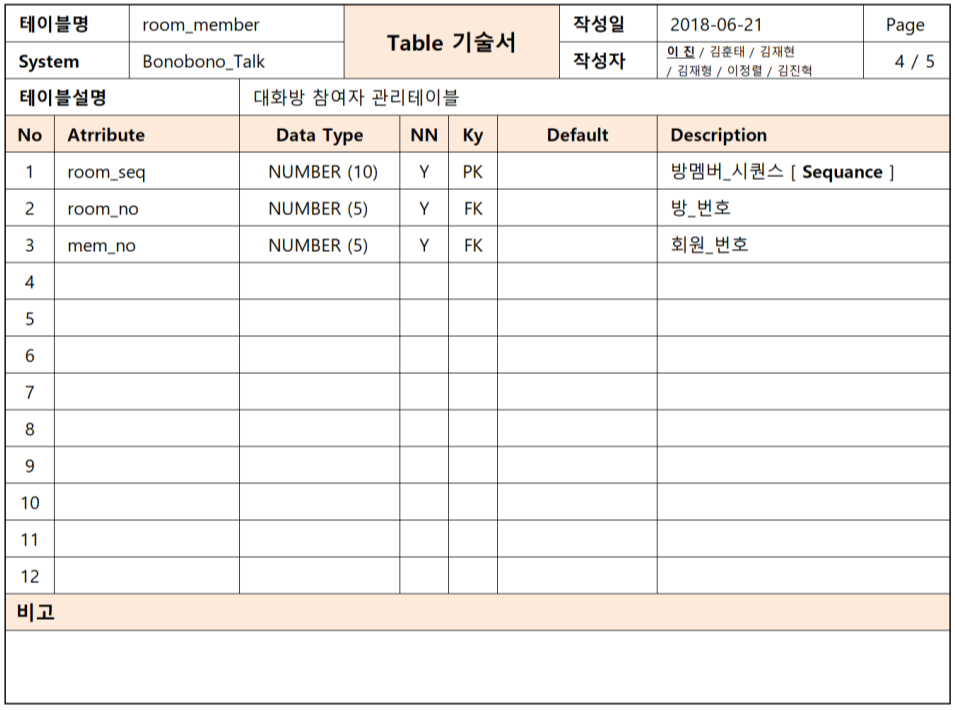 테이블명 room_member Table 기술서 작성일 2018-06-21 Page
System Bonobono_Talk 작성자 이 진 / 김훈태 / 김재현
/ 김재형 / 이정렬 / 김진혁 4 / 5
테이블설명 대화방 참여자 관리테이블
No Atrribute Data Type NN Ky Default Description
1 room_seq NUMBER (10) Y PK 방멤버_시퀀스 [ Sequance ]
2 room_no NUMBER (5) Y FK 방_번호
3 mem_no NUMBER (5) Y FK 회원_번호
4
5
6
7
8
9
10
11
12
비고